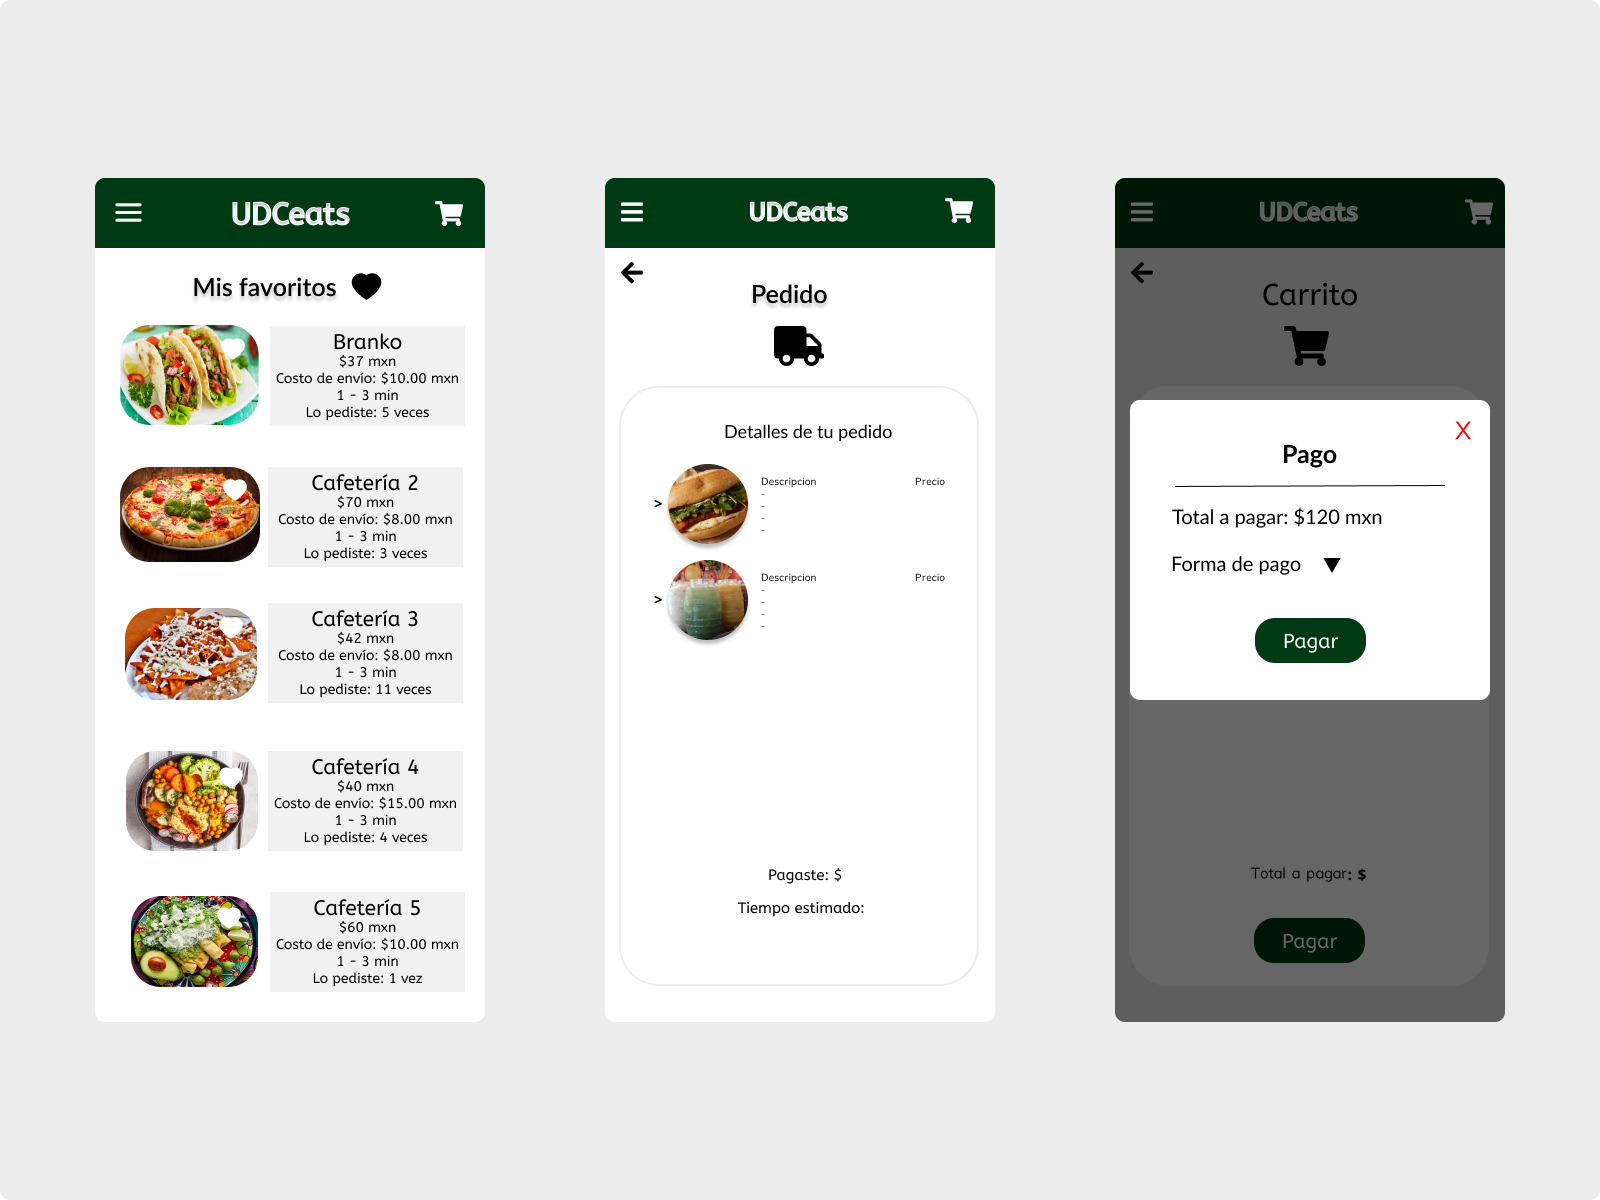 UDCeats
Mis favoritos
Branko
$37 mxn
Costo de envío: $10.00 mxn
1 - 3 min
Lo pediste: 5 veces
Cafetería 2
$70 mxn
Costo de envío: $8.00 mxn
1 - 3 min
Lo pediste: 3 veces
Cafetería 3
$42 mxn
Costo de envío: $8.00 mxn
1 - 3 min
Lo pediste: 11 veces
Cafetería 4
$40 mxn
Costo de envío: $15.00 mxn
1 - 3 min
Lo pediste: 4 veces
Cafetería 5
$60 mxn
Costo de envío: $10.00 mxn
1 - 3 min
Lo pediste: 1 vez
UDCeats
Pedido
Detalles de tu pedido
Descripcion Precio
-
-
-
-
>
Descripcion Precio
-
-
-
-
>
Pagaste: $
Tiempo estimado:
UDCeats
Carrito
X
Pago
Total a pagar: $120 mxn
Forma de pago
Pagar
Total a pagar: $
Pagar